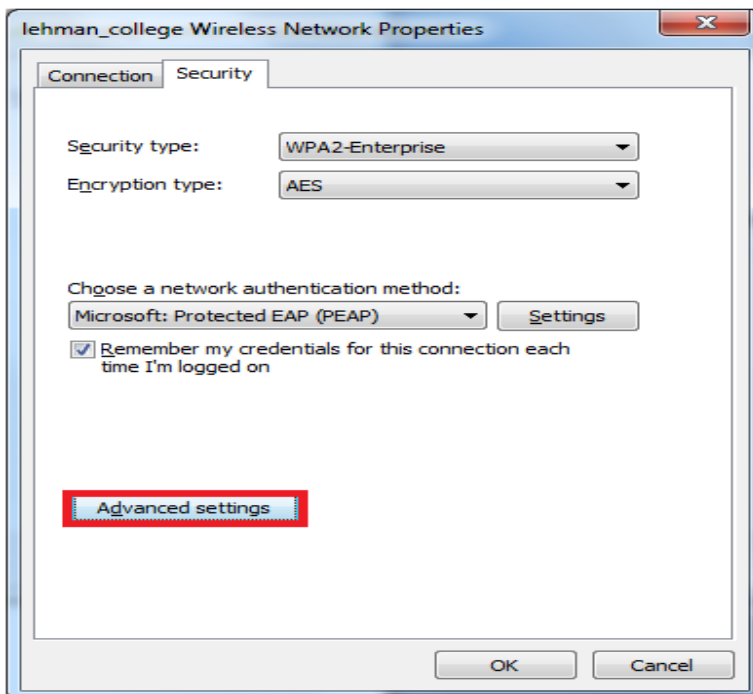 lehman_college Wireless Network Properties
Connection Security
Security type: WPA2-Enterprise
Encryption type: AES
Choose a network authentication method:
Microsoft: Protected EAP (PEAP) Settings
Remember my credentials for this connection each
time I'm logged on
Advanced settings
OK Cancel